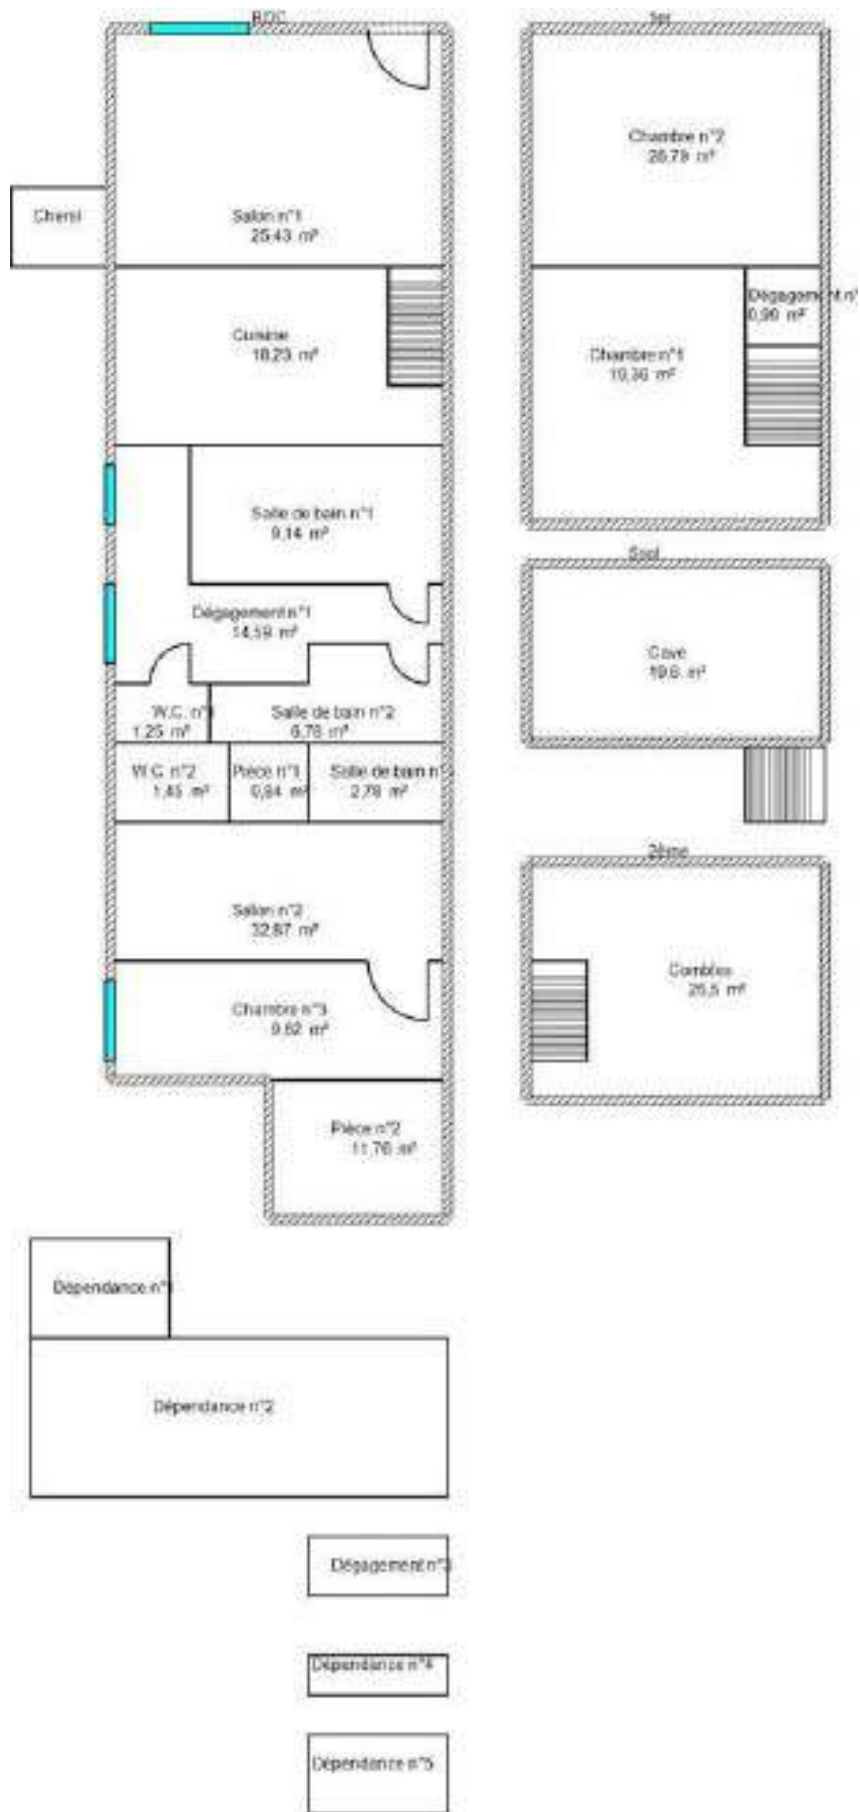 RDC
Salon n°1
25,43 m²
Cuisine
18,23 m²
Salle de bain n°1
9,14 m²
Dégagement n°1
14,59 m²
W.C. n°1
1,25 m²
Salle de bain n°2
6,78 m²
W.C. n°2
1,45 m²
Pièce n°1
0,84 m²
Salle de bain n°
2,78 m²
Salon n°2
32,87 m²
Chambre n°3
9,62 m²
Pièce n°2
11,76 m²
Dépendance n°1
Dépendance n°2
Dégagement n°3
Dépendance n°4
Dépendance n°5
1er
Chambre n°2
26,79 m²
Dégagement n°
0,90 m²
Chambre n°1
19,36 m²
Ssol
Cave
19,6 m²
2ème
Combles
25,5 m²